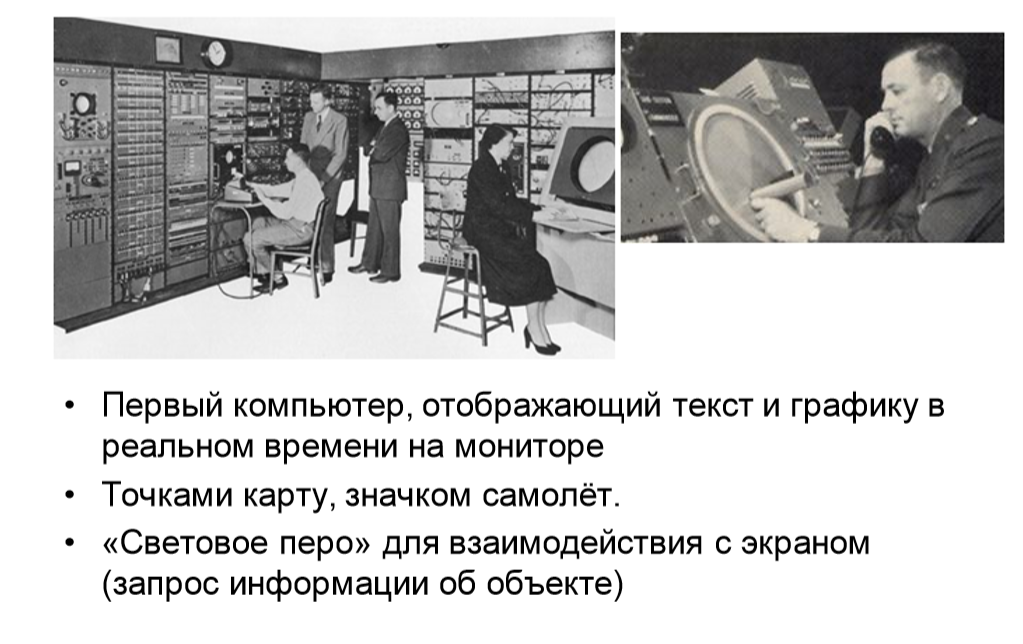 • Первый компьютер, отображающий текст и графику в
реальном времени на мониторе
• Точками карту, значком самолёт.
• «Световое перо» для взаимодействия с экраном
(запрос информации об объекте)